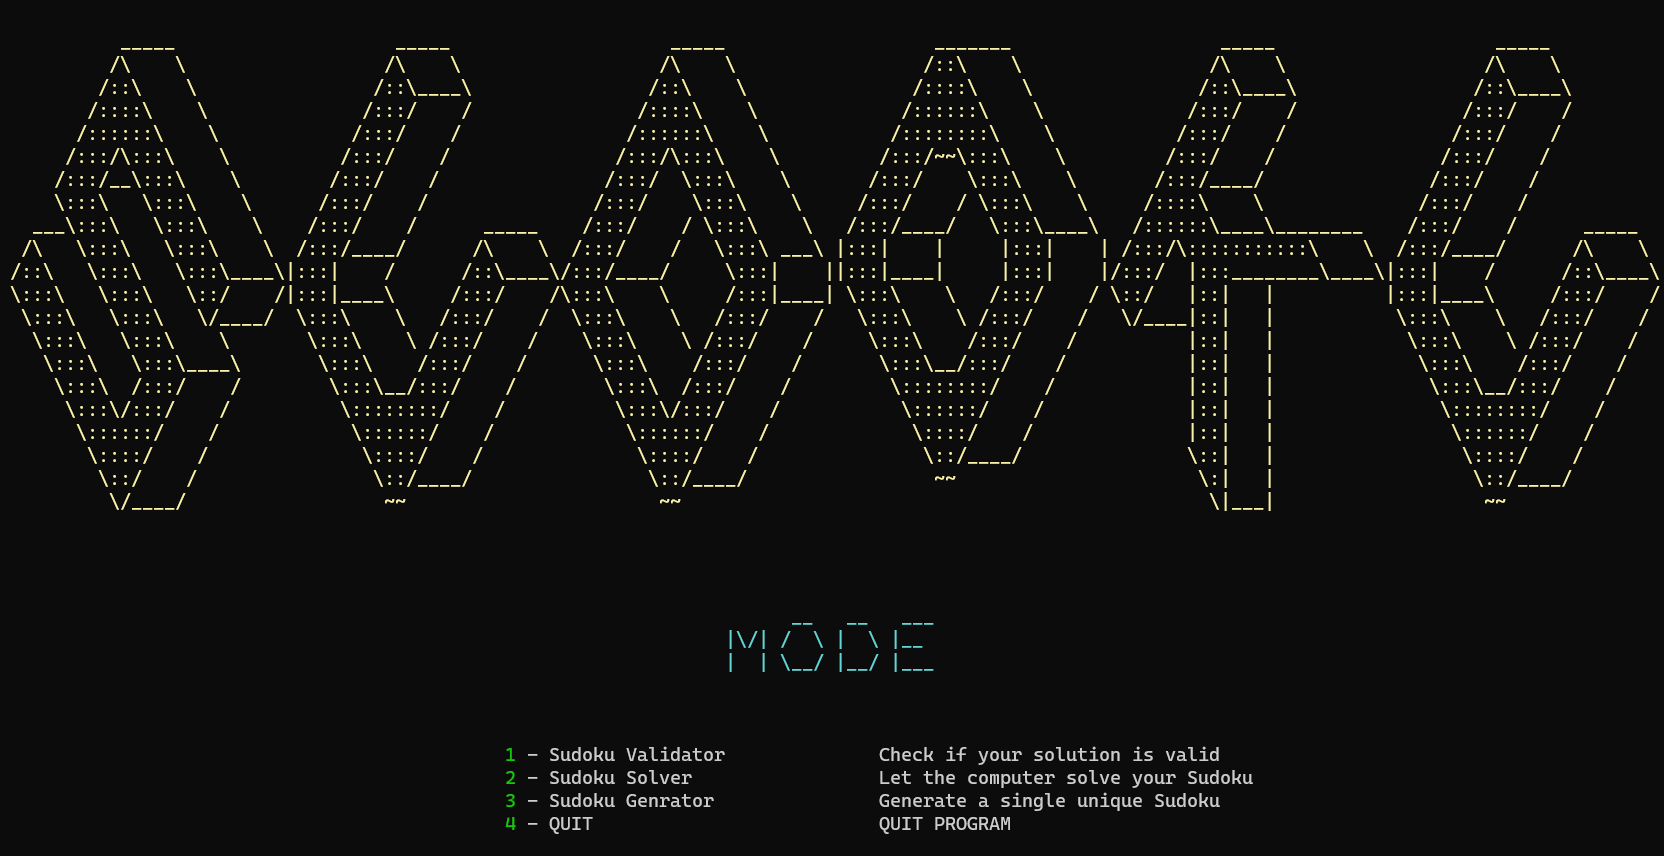 SUDOKU
MODE
1 — Sudoku Validator Check if your solution is valid
2 — Sudoku Solver Let the computer solve your Sudoku
3 — Sudoku Genrator Generate a single unique Sudoku
4 — QUIT QUIT PROGRAM